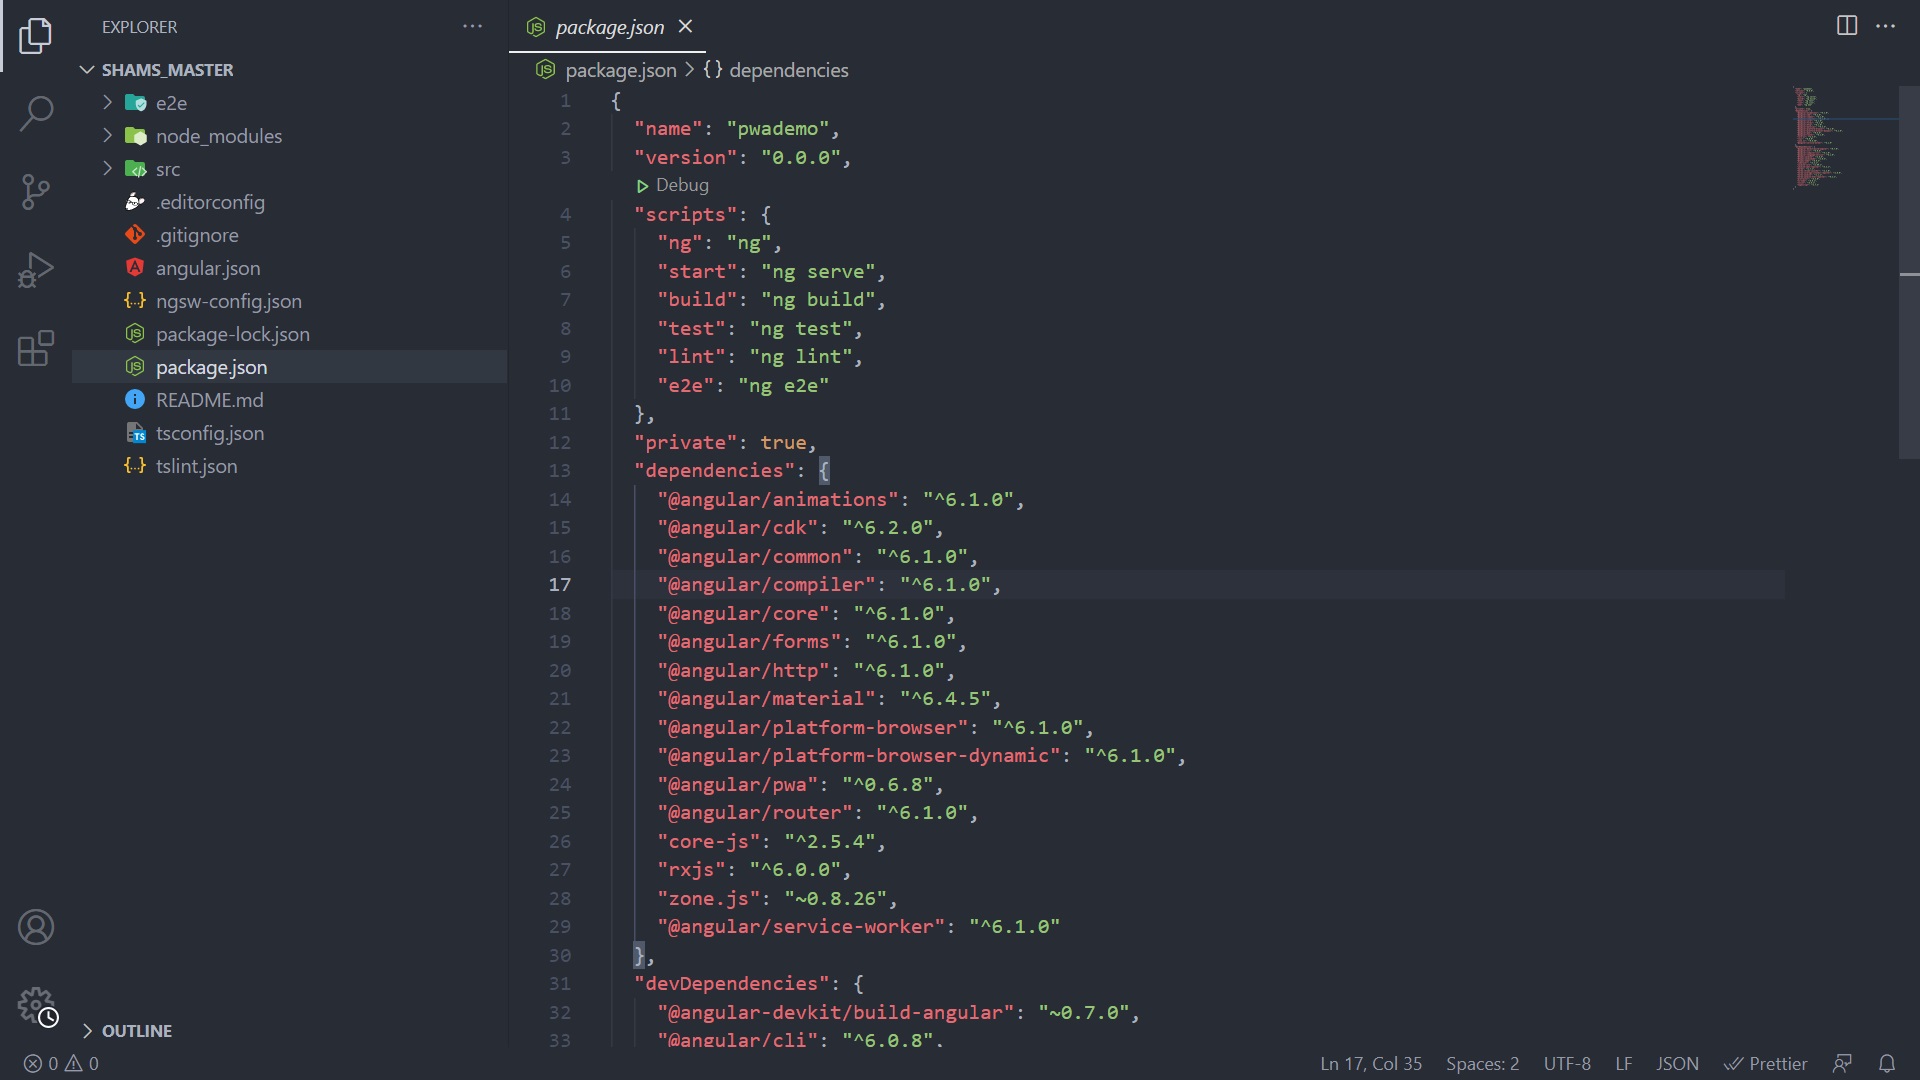 EXPLORER
SHAMS_MASTER
e2e
node_modules
src
.editorconfig
.gitignore
angular.json
ngsw-config.json
package-lock.json
package.json
README.md
tsconfig.json
tslint.json
OUTLINE
package.json
package.json > {} dependencies
1 {
2 "name": "pwademo",
3 "version": "0.0.0",
Debug
4 "scripts": {
5 "ng": "ng",
6 "start": "ng serve",
7 "build": "ng build",
8 "test": "ng test",
9 "lint": "ng lint",
10 "e2e": "ng e2e"
11 },
12 "private": true,
13 "dependencies": {
14 "@angular/animations": "^6.1.0",
15 "@angular/cdk": "^6.2.0",
16 "@angular/common": "^6.1.0",
17 "@angular/compiler": "^6.1.0",
18 "@angular/core": "^6.1.0",
19 "@angular/forms": "^6.1.0",
20 "@angular/http": "^6.1.0",
21 "@angular/material": "^6.4.5",
22 "@angular/platform-browser": "^6.1.0",
23 "@angular/platform-browser-dynamic": "^6.1.0",
24 "@angular/pwa": "^0.6.8",
25 "@angular/router": "^6.1.0",
26 "core-js": "^2.5.4",
27 "rxjs": "^6.0.0",
28 "zone.js": "~0.8.26",
29 "@angular/service-worker": "^6.1.0"
30 },
31 "devDependencies": {
32 "@angular-devkit/build-angular": "~0.7.0",
33 "@angular/cli": "^6.0.8",
0 0 Ln 17, Col 35 Spaces: 2 UTF-8 LF JSON Prettier